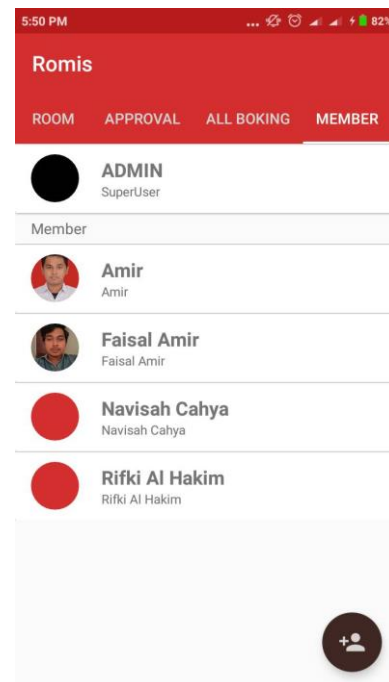 5:50 PM ... 82%
Romis
ROOM APPROVAL ALL BOKING MEMBER
ADMIN
SuperUser
Member
Amir
Amir
Faisal Amir
Faisal Amir
Navisah Cahya
Navisah Cahya
Rifki Al Hakim
Rifki Al Hakim